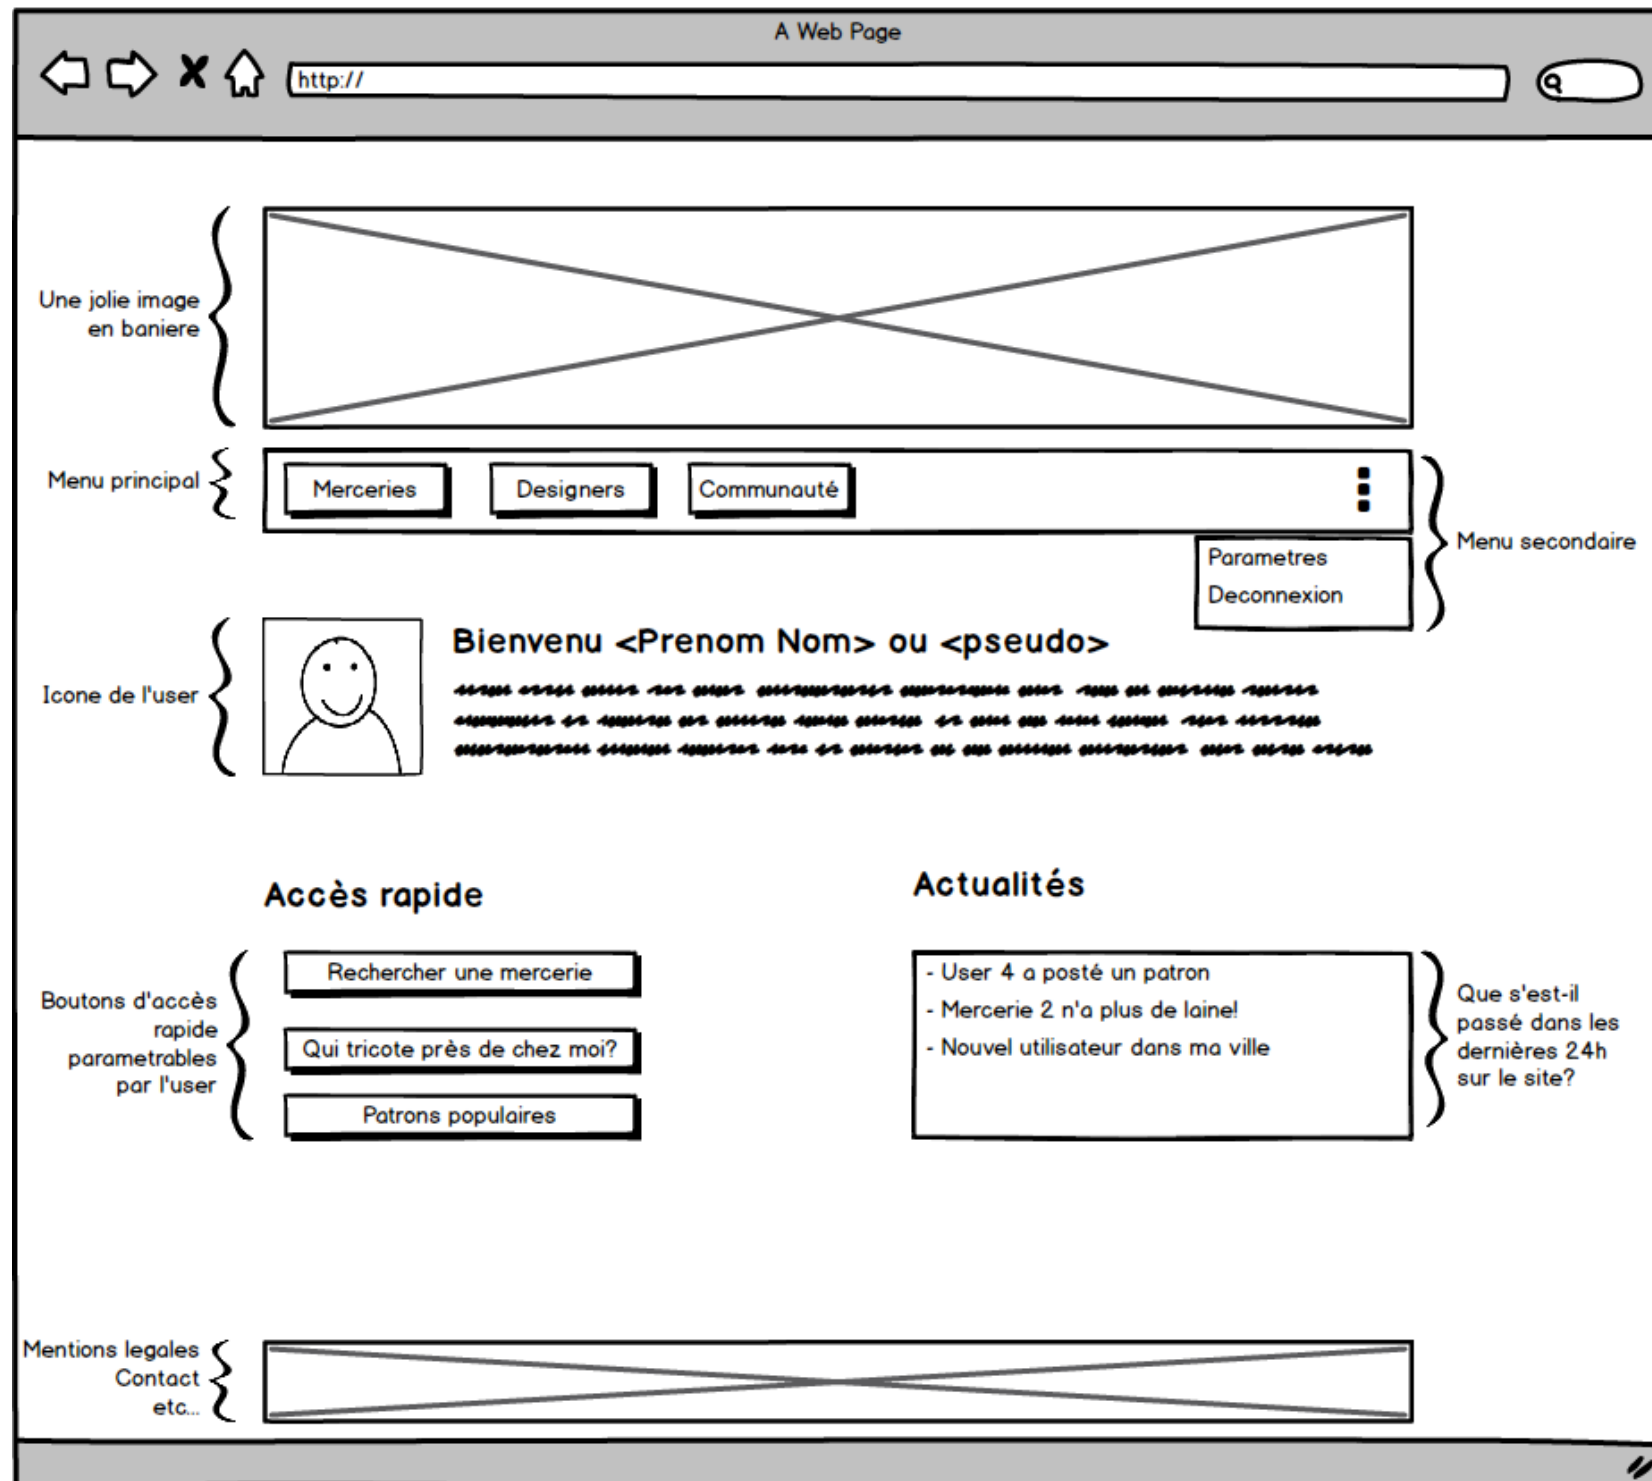 A Web Page
http://
Une jolie image
en baniere
Menu principal
Merceries
Designers
Communauté
Menu secondaire
Parametres
Deconnexion
Icone de l'user
Bienvenu <Prenom Nom> ou <pseudo>
Accès rapide
Actualités
Boutons d'accès
rapide
parametrables
par l'user
Rechercher une mercerie
Qui tricote près de chez moi?
Patrons populaires
- User 4 a posté un patron
- Mercerie 2 n'a plus de laine!
- Nouvel utilisateur dans ma ville
Que s'est-il
passé dans les
dernières 24h
sur le site?
Mentions legales
Contact
etc...